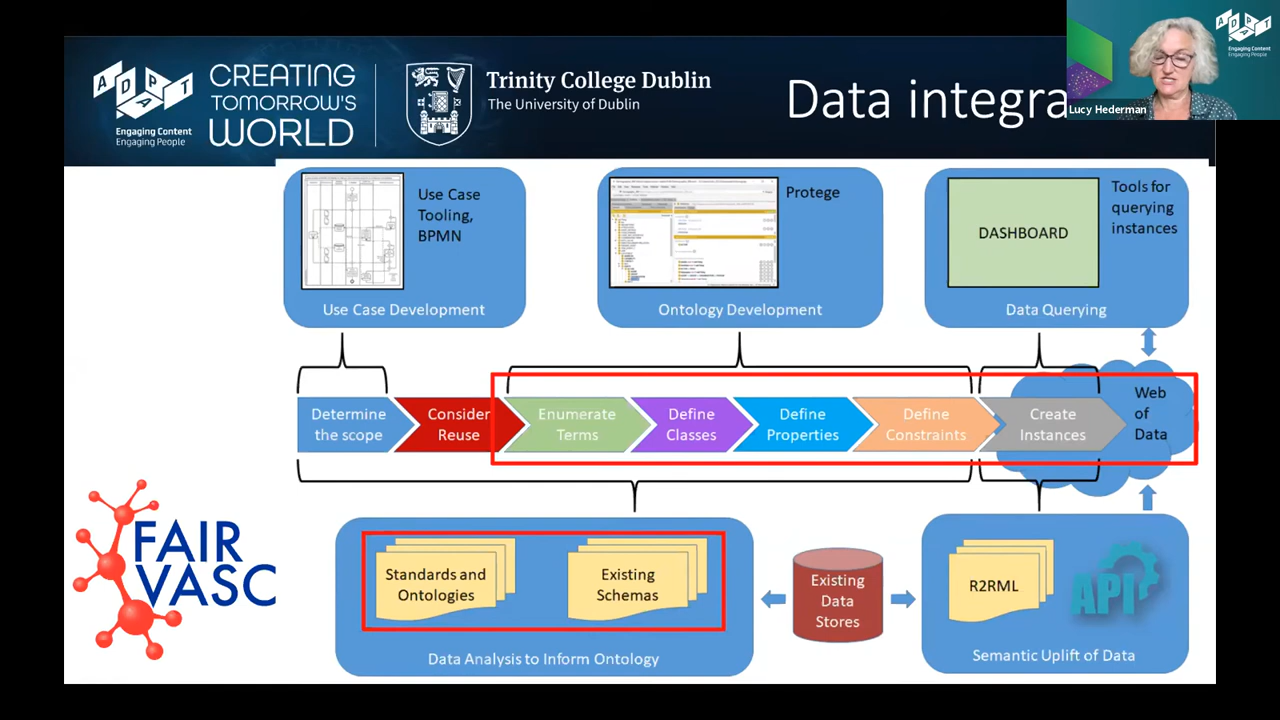 ADAPT
Engaging Content
Engaging People
CREATING
TOMORROW'S
WORLD
Trinity College Dublin
The University of Dublin
Data integra
ADAPT
Engaging Content
Engaging People
Lucy Hederman
Use Case
Tooling,
BPMN
Use Case Development
Protege
Ontology Development
DASHBOARD
Tools for
querying
instances
Data Querying
Determine
the scope
Consider
Reuse
Enumerate
Terms
Define
Classes
Define
Properties
Define
Constraints
Create
Instances
Web
of
Data
FAIR
VASC
Standards and
Ontologies
Existing
Schemas
Data Analysis to Inform Ontology
Existing
Data
Stores
R2RML
API
Semantic Uplift of Data